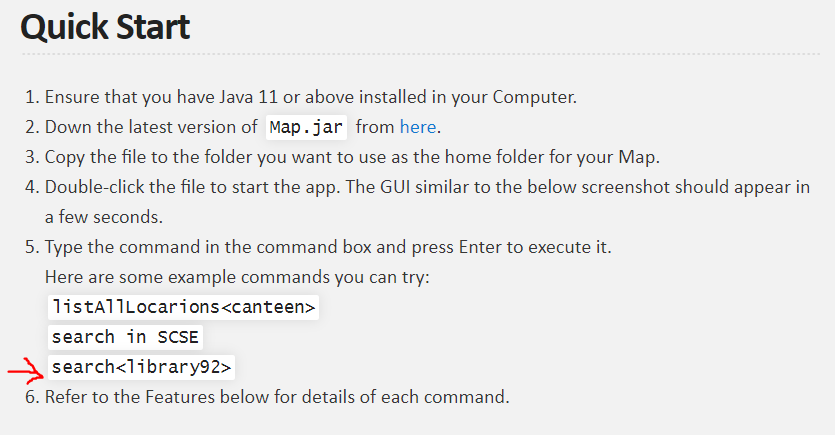 Quick Start
1. Ensure that you have Java 11 or above installed in your Computer.
2. Down the latest version of Map.jar from here.
3. Copy the file to the folder you want to use as the home folder for your Map.
4. Double-click the file to start the app. The GUI similar to the below screenshot should appear in
a few seconds.
5. Type the command in the command box and press Enter to execute it.
Here are some example commands you can try:
listAllLocarions<canteen>
search in SCSE
search<library92>
6. Refer to the Features below for details of each command.